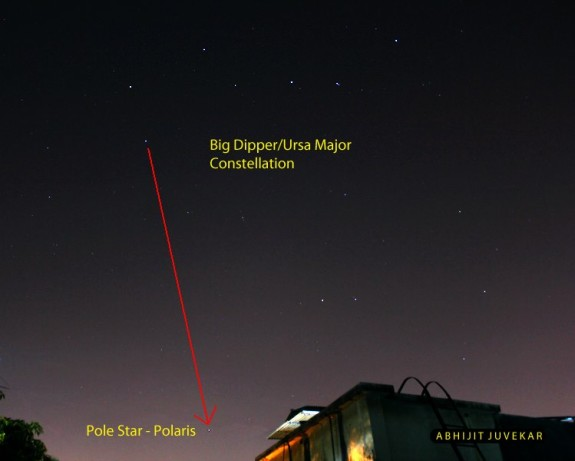 Big Dipper/Ursa Major
Constellation
Pole Star - Polaris
ABHIJIT JUVEKAR